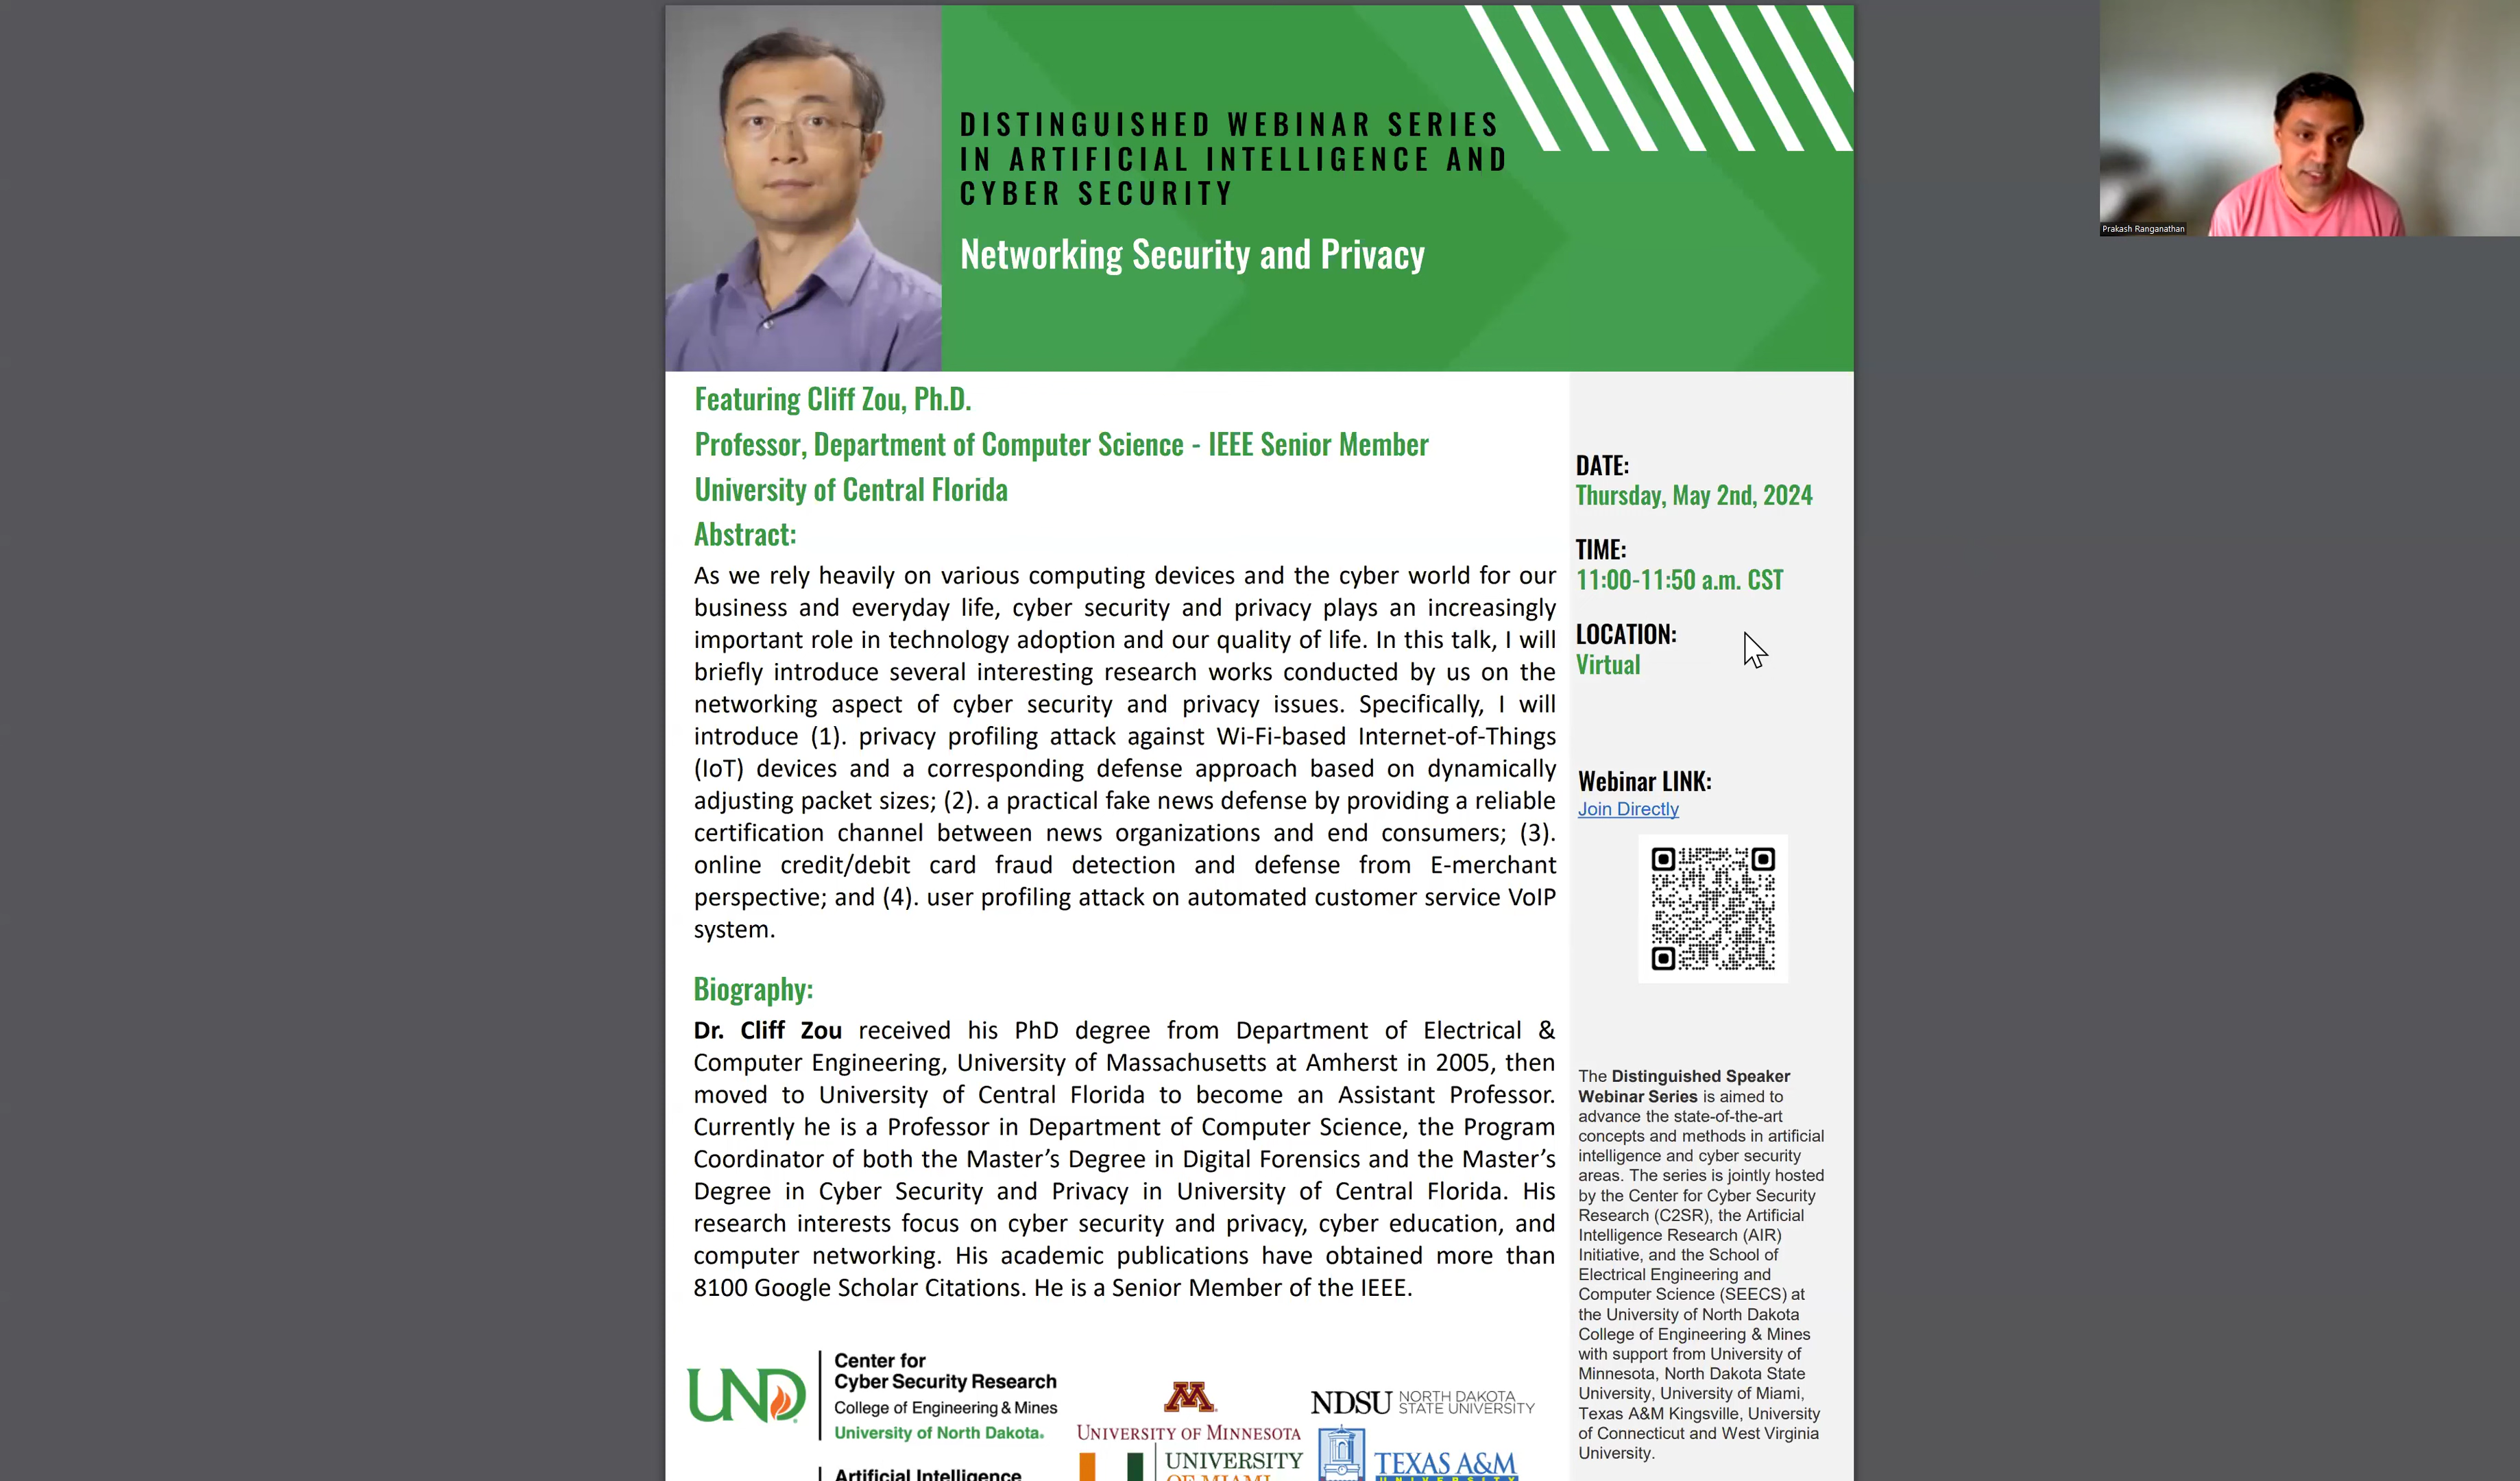 DISTINGUISHED WEBINAR SERIES
IN ARTIFICIAL INTELLIGENCE AND
CYBER SECURITY
Networking Security and Privacy
Prakash Ranganathan
Featuring Cliff Zou, Ph.D.
Professor, Department of Computer Science - IEEE Senior Member
University of Central Florida
Abstract:
As we rely heavily on various computing devices and the cyber world for our
business and everyday life, cyber security and privacy plays an increasingly
important role in technology adoption and our quality of life. In this talk, I will
briefly introduce several interesting research works conducted by us on the
networking aspect of cyber security and privacy issues. Specifically, I will
introduce (1). privacy profiling attack against Wi-Fi-based Internet-of-Things
(IoT) devices and a corresponding defense approach based on dynamically
adjusting packet sizes; (2). a practical fake news defense by providing a reliable
certification channel between news organizations and end consumers; (3).
online credit/debit card fraud detection and defense from E-merchant
perspective; and (4). user profiling attack on automated customer service VoIP
system.
Biography:
Dr. Cliff Zou received his PhD degree from Department of Electrical &
Computer Engineering, University of Massachusetts at Amherst in 2005, then
moved to University of Central Florida to become an Assistant Professor.
Currently he is a Professor in Department of Computer Science, the Program
Coordinator of both the Master's Degree in Digital Forensics and the Master's
Degree in Cyber Security and Privacy in University of Central Florida. His
research interests focus on cyber security and privacy, cyber education, and
computer networking. His academic publications have obtained more than
8100 Google Scholar Citations. He is a Senior Member of the IEEE.
DATE:
Thursday, May 2nd, 2024
TIME:
11:00-11:50 a.m. CST
LOCATION:
Virtual
Webinar LINK:
Join Directly
The Distinguished Speaker
Webinar Series is aimed to
advance the state-of-the-art
concepts and methods in artificial
intelligence and cyber security
areas. The series is jointly hosted
by the Center for Cyber Security
Research (C2SR), the Artificial
Intelligence Research (AIR)
Initiative, and the School of
Electrical Engineering and
Computer Science (SEECS) at
the University of North Dakota
College of Engineering & Mines
with support from University of
Minnesota, North Dakota State
University, University of Miami,
Texas A&M Kingsville, University
of Connecticut and West Virginia
University.
UND
Center for
Cyber Security Research
College of Engineering & Mines
University of North Dakota.
Artificial Intelligence
M
UNIVERSITY OF MINNESOTA
NDSU NORTH DAKOTA
STATE UNIVERSITY
UNIVERSITY
OF MIAMI
TEXAS A&M